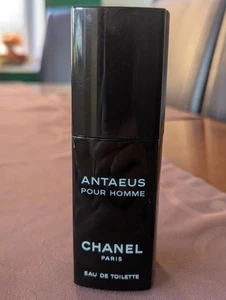 ANTAEUS
POUR HOMME
CHANEL
PARIS
EAU DE TOILETTE